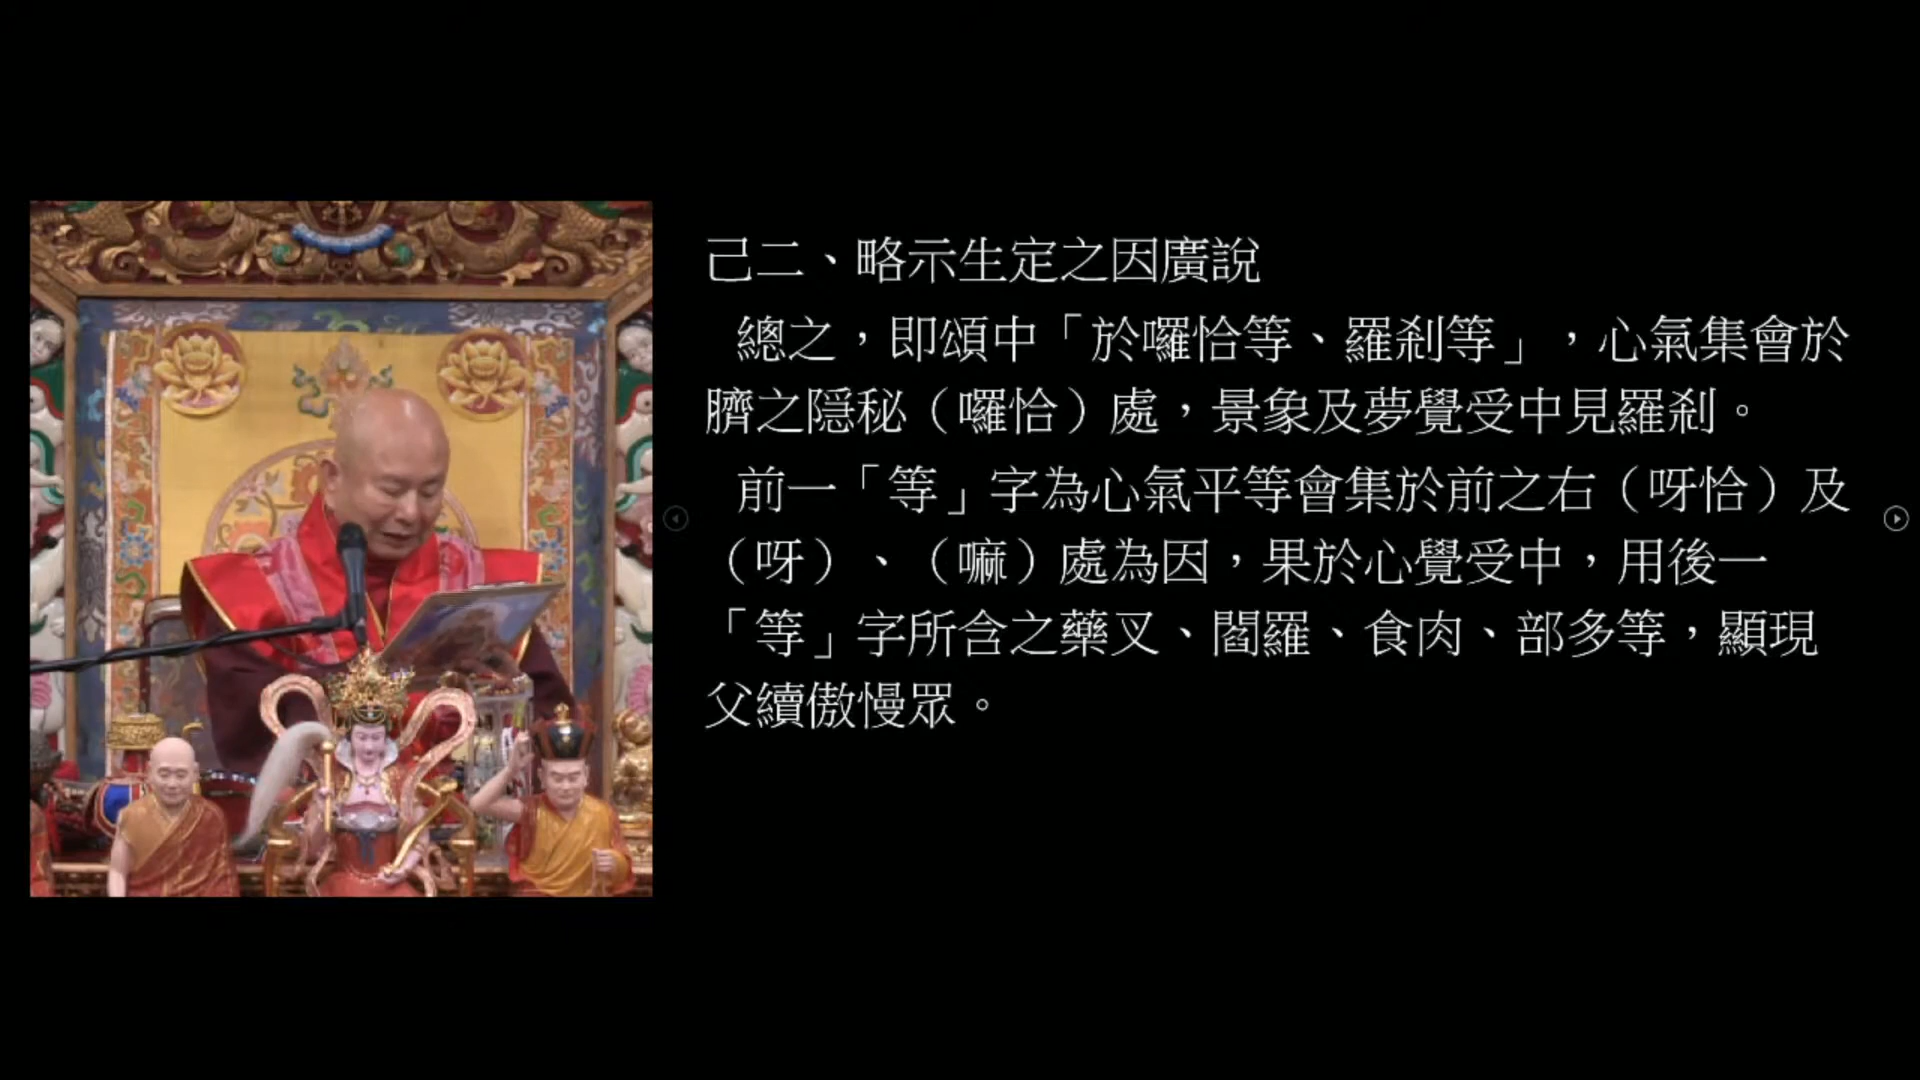 己二、略示生定之因廣說
總之，即頌中「於囉恰等、羅剎等」，心氣集會於
臍之隱秘（囉恰）處，景象及夢覺受中見羅剎。
前一「等」字為心氣平等會集於前之右（呀恰）及
（呀）、（嘛）處為因，果於心覺受中，用後一
「等」字所含之藥叉、閻羅、食肉、部多等，顯現
父續傲慢眾。